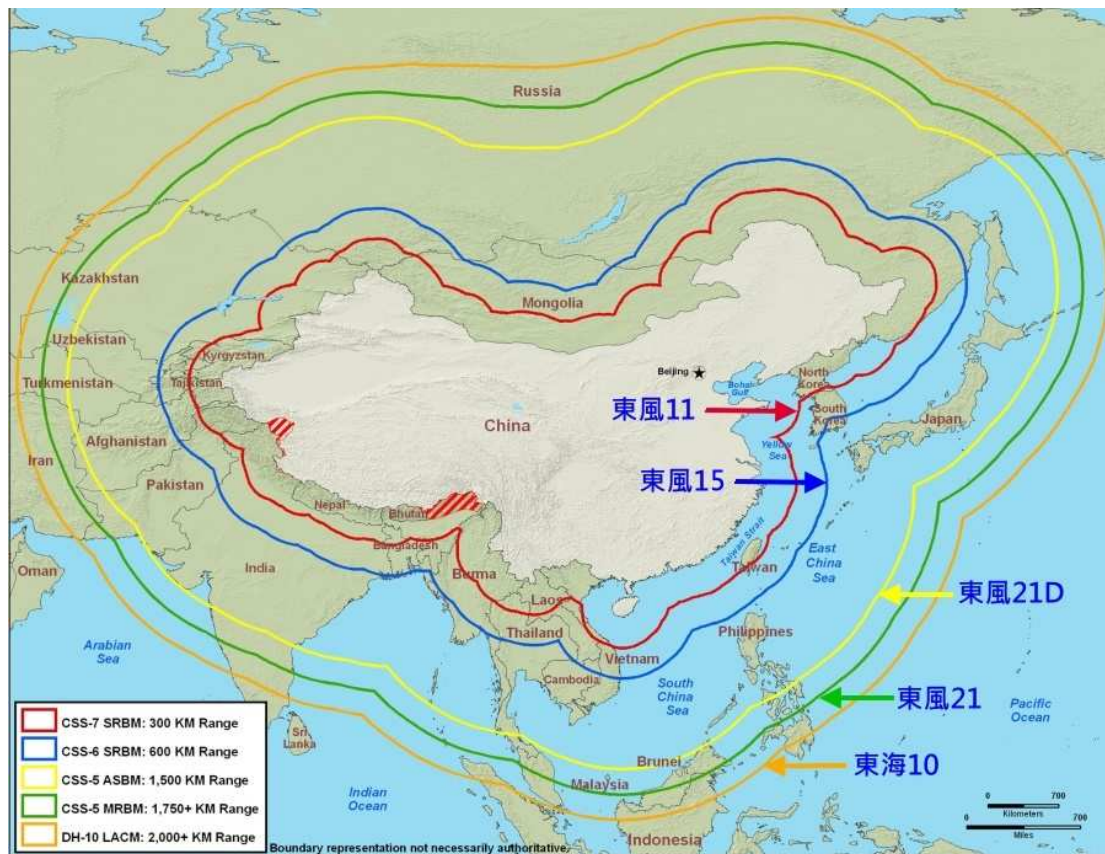 Russia
Kazakhstan
Mongolia
Uzbekistan
Kyrgyzstan
Turkmenistan
Tajikistan
Beijing
Bohai
Gulf
North
Korea
South
Korea
Japan
東風11
China
Afghanistan
Yellow
Sea
Iran
Pakistan
東風15
Nepal
Bhutan
Taiwan Strait
East
China
Sea
Bangladesh
Oman
India
Burma
Taiwan
東風21D
Laos
Thailand
Philippines
Arabian
Sea
Vietnam
Cambodia
South
China
Sea
東風21
Pacific
Ocean
CSS-7 SRBM: 300 KM Range
CSS-6 SRBM: 600 KM Range
CSS-5 ASBM: 1,500 KM Range
CSS-5 MRBM: 1,750+ KM Range
DH-10 LACM: 2,000+ KM Range
Sri
Lanka
Brunei
東海10
Malaysia
Indian
Ocean
Indonesia
0 700
Kilometers
0 700
Miles
Boundary representation not necessarily authoritative.